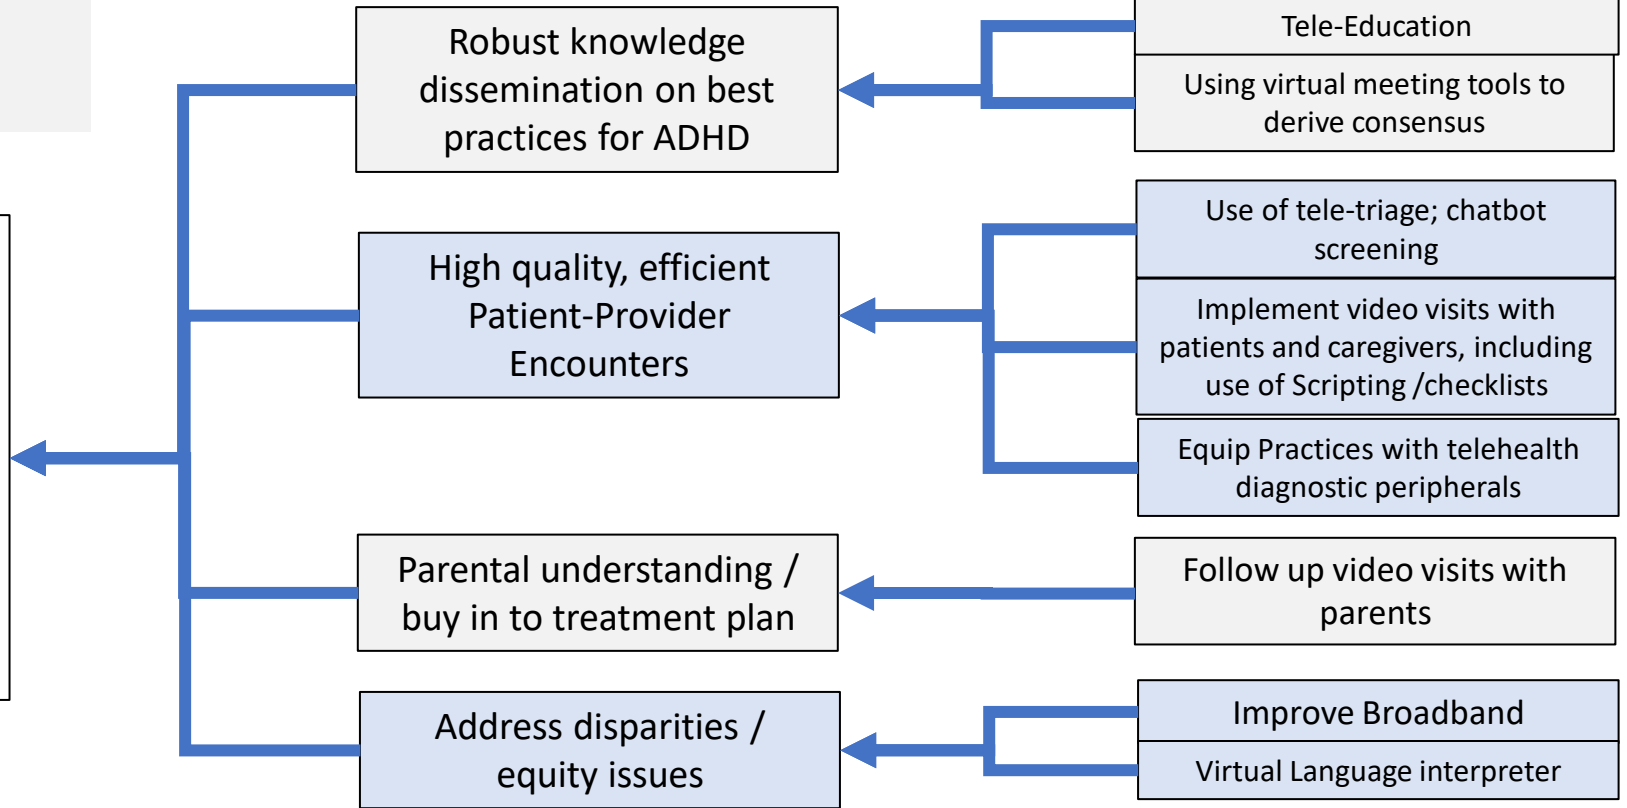 Robust knowledge
dissemination on best
practices for ADHD
Tele-Education
Using virtual meeting tools to
derive consensus
High quality, efficient
Patient-Provider
Encounters
Use of tele-triage; chatbot
screening
Implement video visits with
patients and caregivers, including
use of Scripting /checklists
Equip Practices with telehealth
diagnostic peripherals
Parental understanding /
buy in to treatment plan
Follow up video visits with
parents
Address disparities /
equity issues
Improve Broadband
Virtual Language interpreter